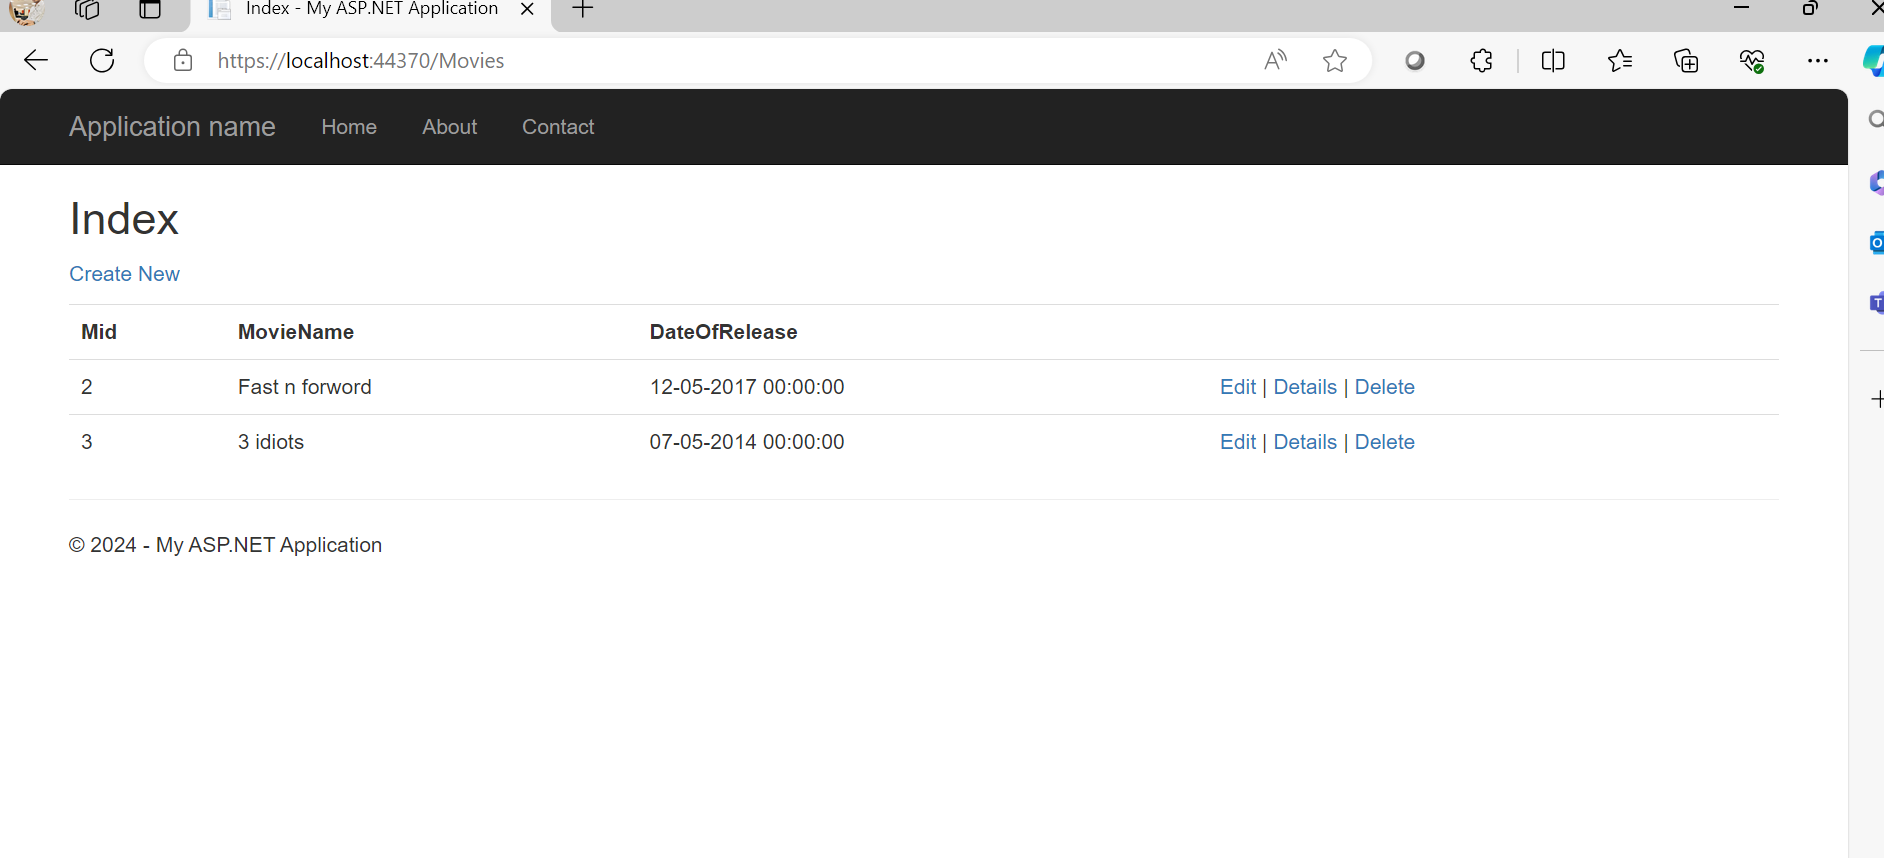 Index - My ASP.NET Application
https://localhost:44370/Movies
Application name Home About Contact
Index
Create New
Mid MovieName DateOfRelease
2 Fast n forword 12-05-2017 00:00:00 Edit | Details | Delete
3 3 idiots 07-05-2014 00:00:00 Edit | Details | Delete
© 2024 - My ASP.NET Application